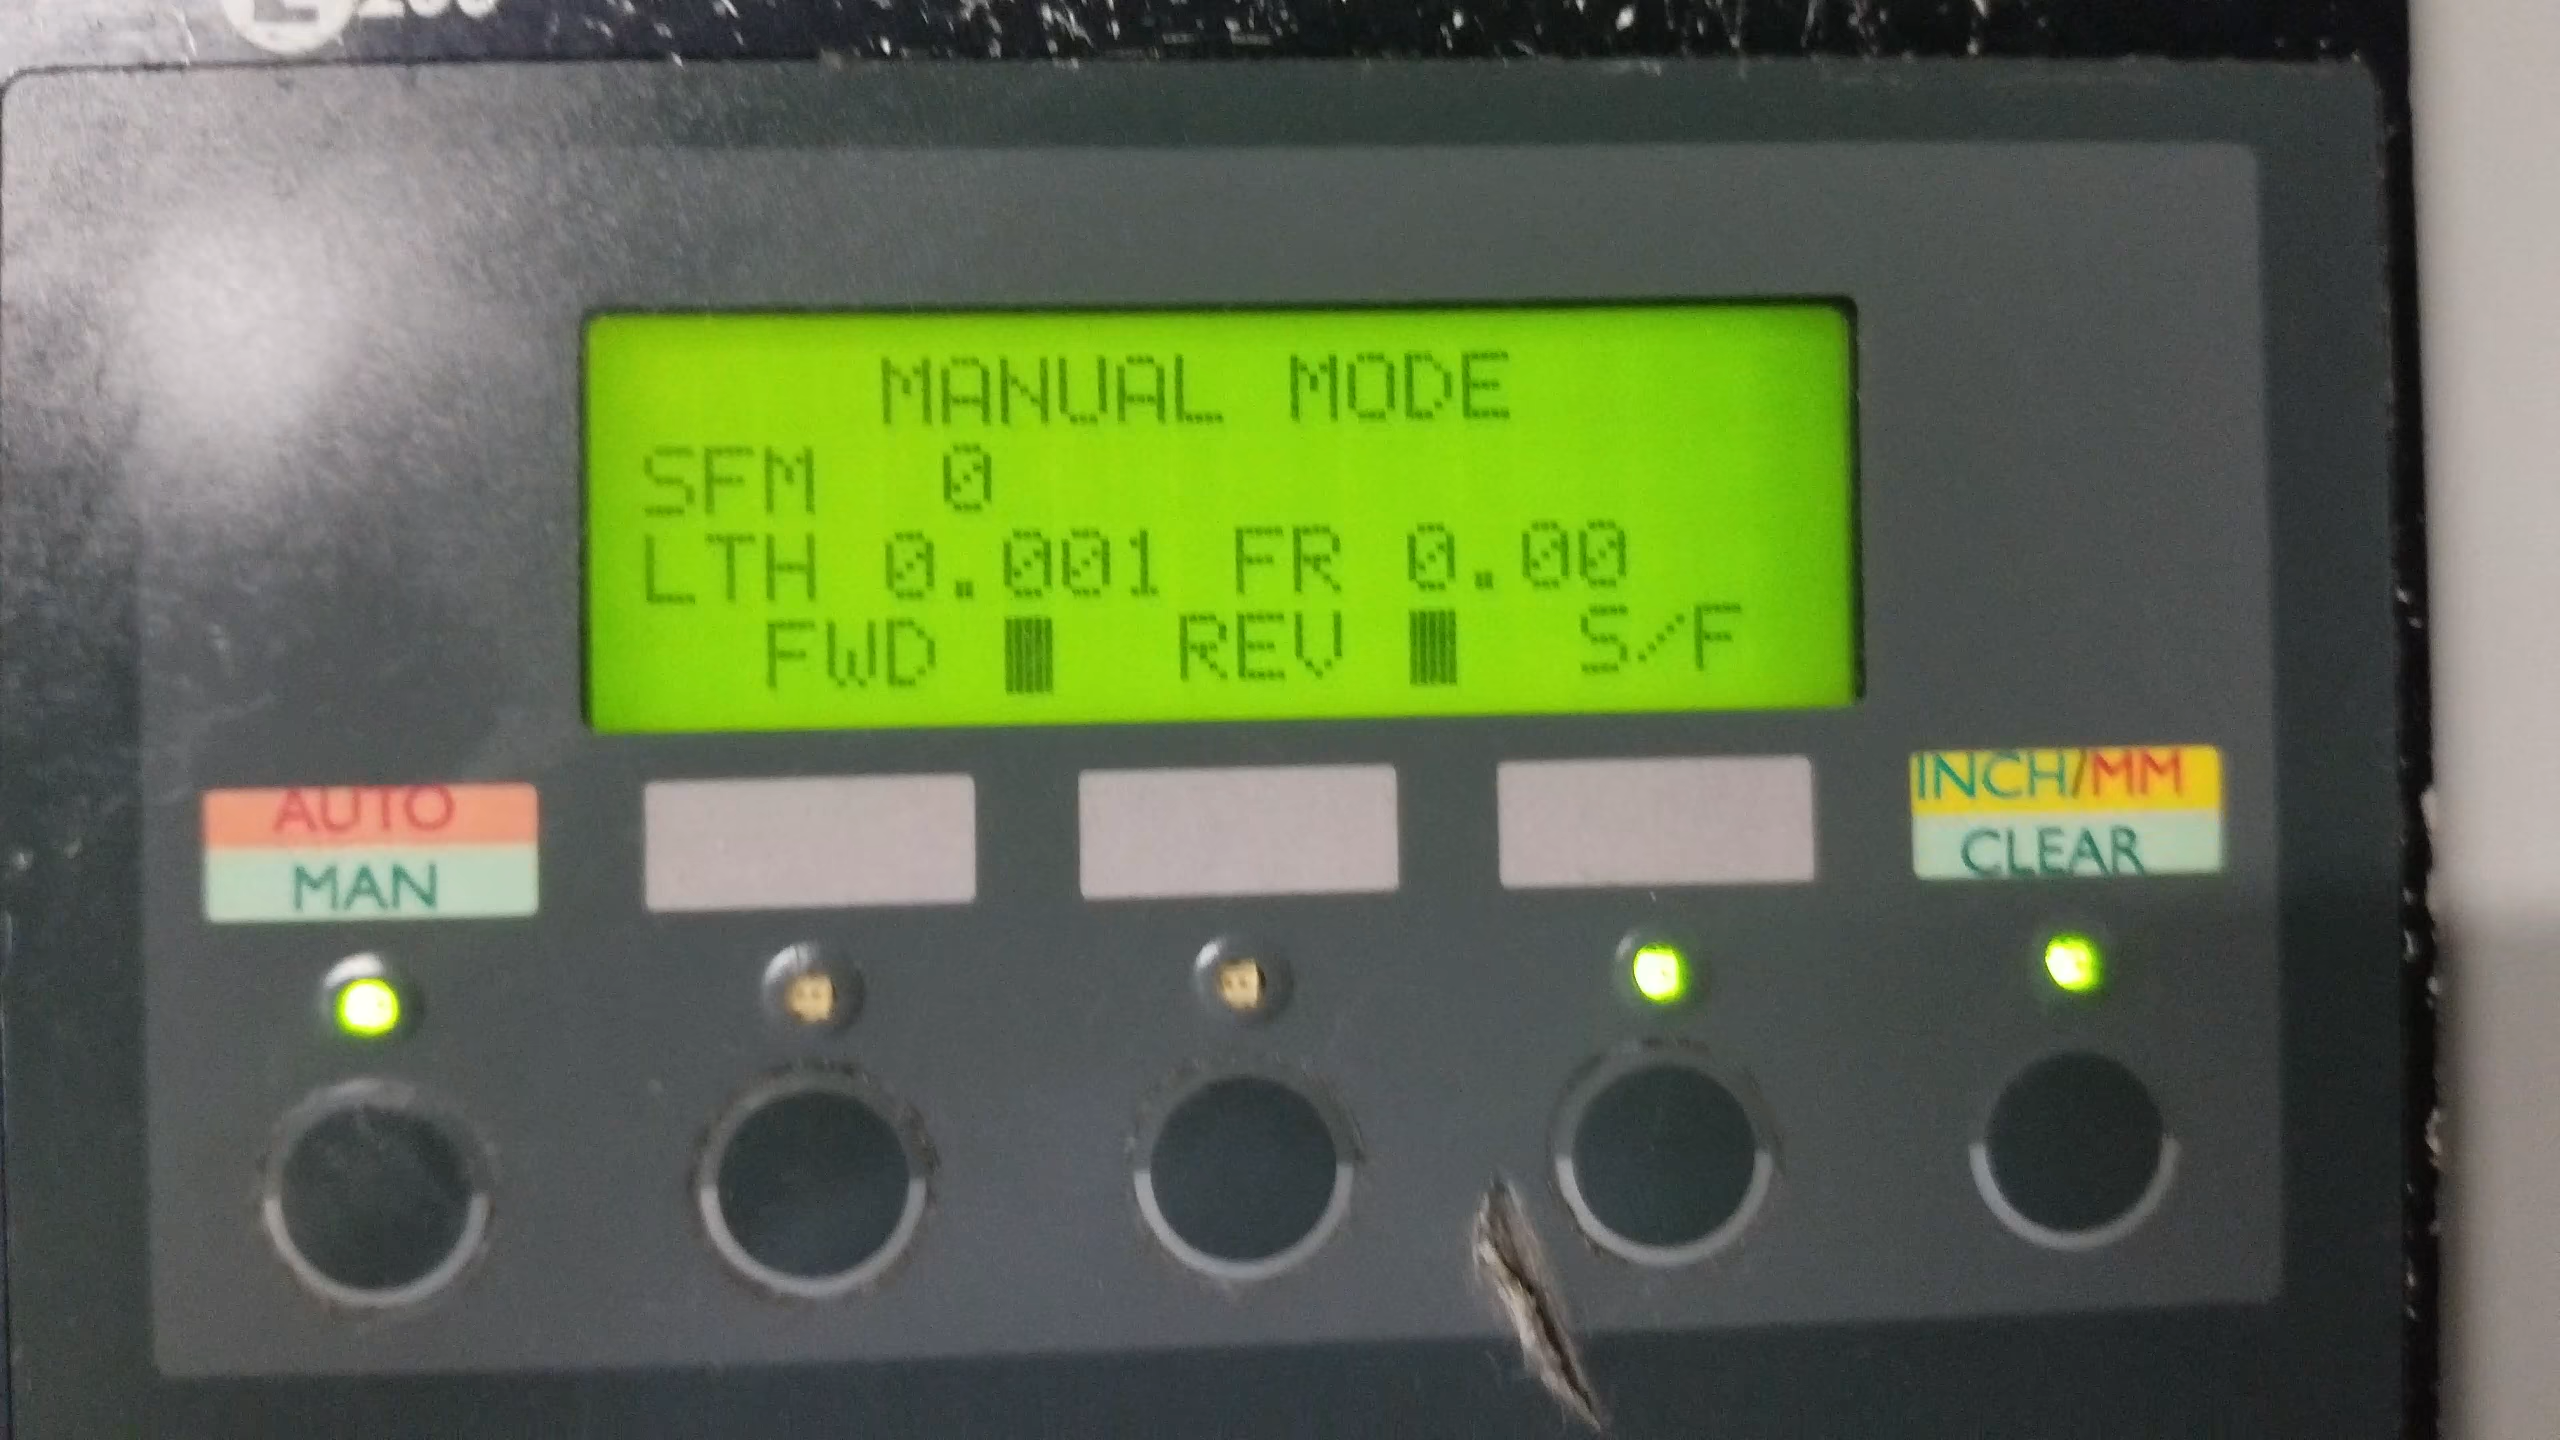 MANUAL MODE
SFM 0
LTH 0.001 FR 0.00
FWD REV S/F
AUTO
MAN
INCH/MM
CLEAR